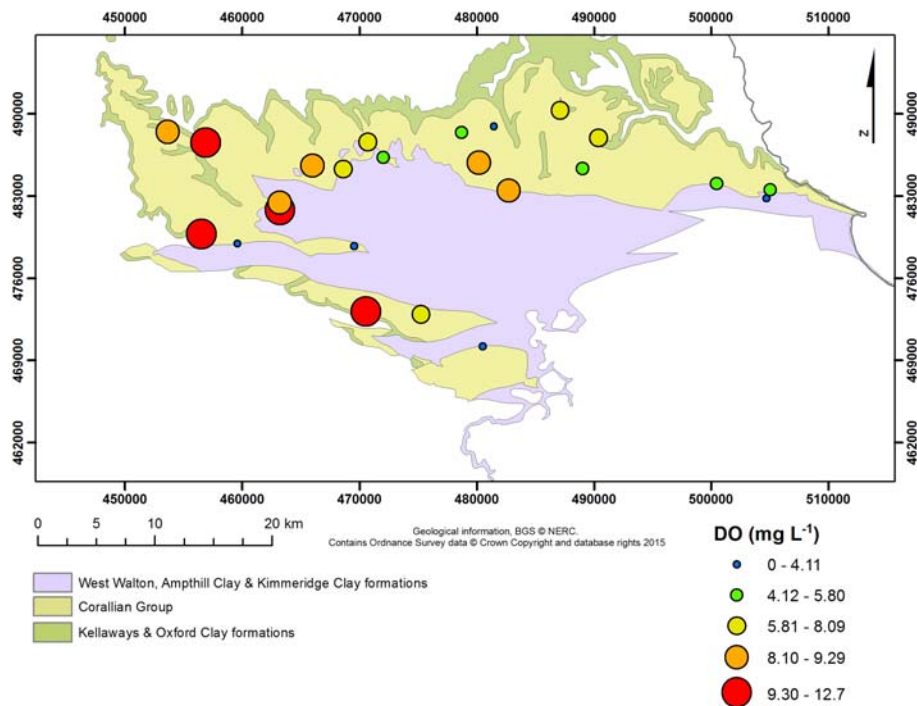 450000 460000 470000 480000 490000 500000 510000
490000 490000
483000 483000
476000 476000
469000 469000
462000 462000
N
450000 460000 470000 480000 490000 500000 510000
0 5 10 20 km
Geological information, BGS © NERC.
Contains Ordnance Survey data © Crown Copyright and database rights 2015
West Walton, Ampthill Clay & Kimmeridge Clay formations
Corallian Group
Kellaways & Oxford Clay formations
DO (mg L⁻¹)
0 - 4.11
4.12 - 5.80
5.81 - 8.09
8.10 - 9.29
9.30 - 12.7